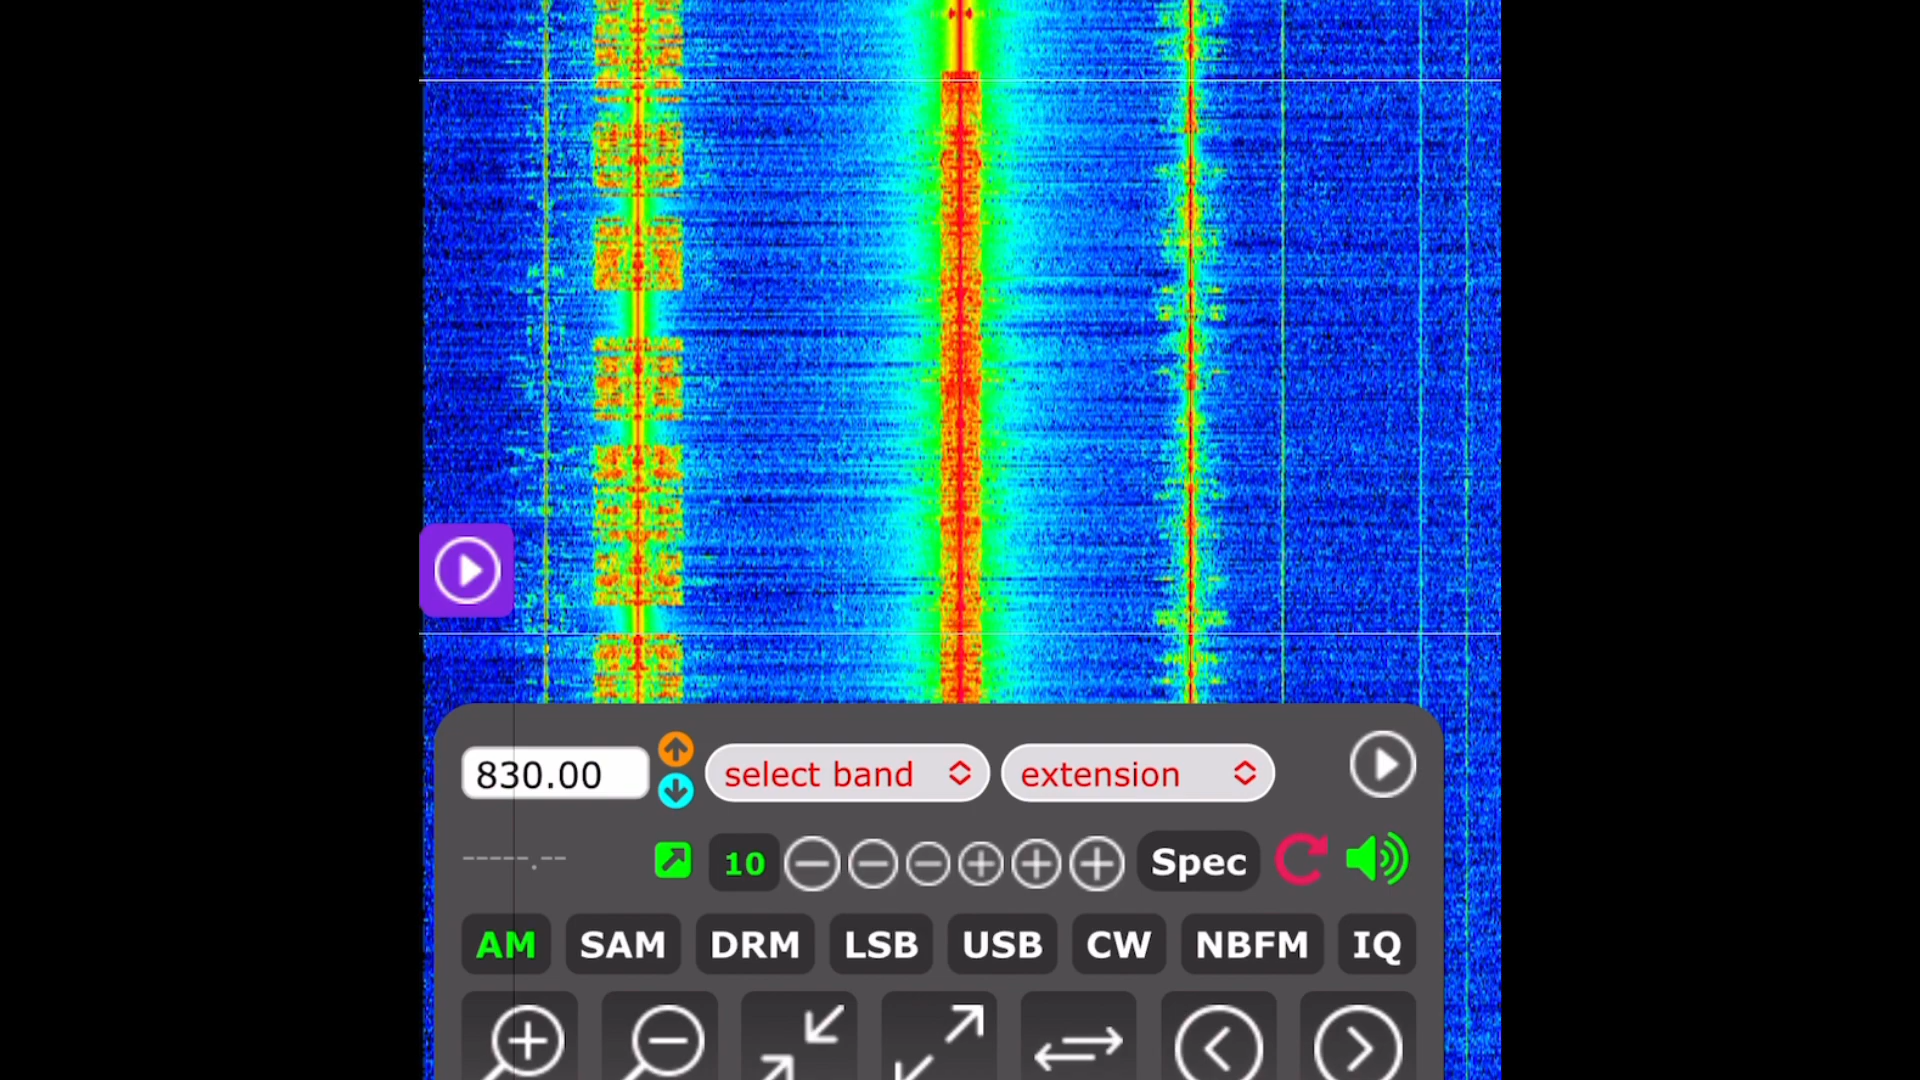 830.00
select band
extension
-----.--
10
Spec
AM
SAM
DRM
LSB
USB
CW
NBFM
IQ